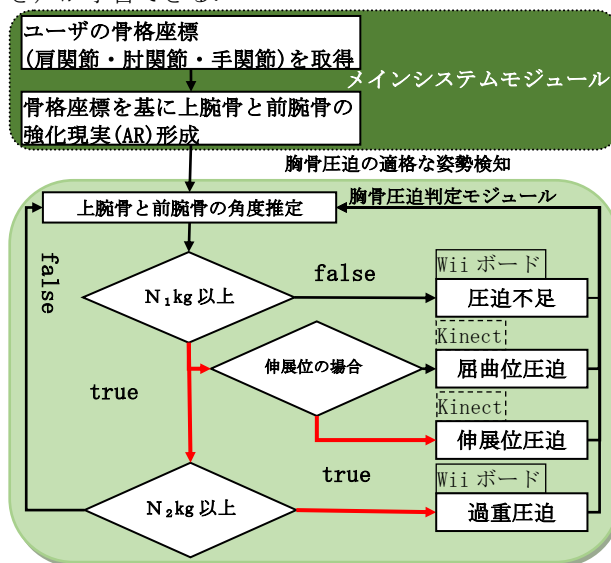 ユーザの骨格座標
(肩関節・肘関節・手関節)を取得
メインシステムモジュール
骨格座標を基に上腕骨と前腕骨の
強化現実(AR)形成
胸骨圧迫の適格な姿勢検知
胸骨圧迫判定モジュール
上腕骨と前腕骨の角度推定
false
N₁kg 以上
false
Wii ボード
圧迫不足
Kinect
伸展位の場合
屈曲位圧迫
true
Kinect
伸展位圧迫
true
Wii ボード
N₂kg 以上
過重圧迫